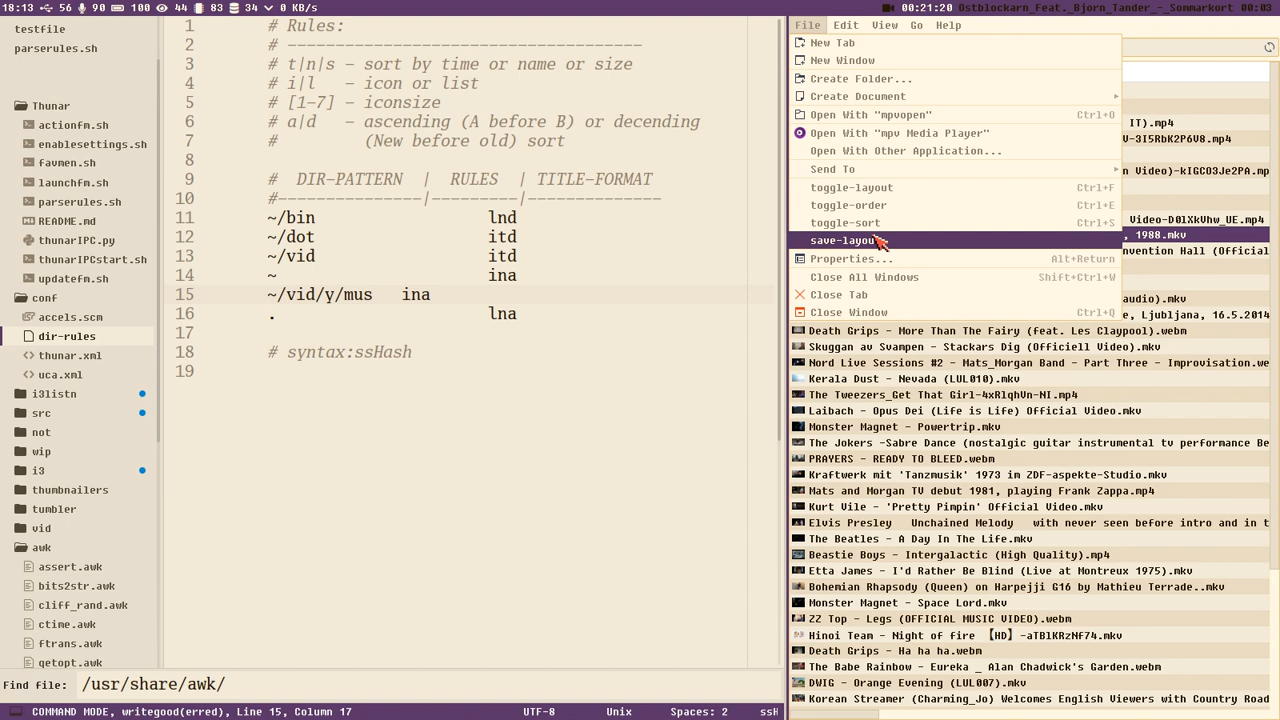 18:13 56 90 100 44 83 34 0 KB/s
00:21:20 Ostblockarn_Feat._Bjorn_Tander_-_Sommarkort 00:03
testfile
parserules.sh
Thunar
actionfm.sh
enablesettings.sh
favmen.sh
launchfm.sh
parserules.sh
README.md
thunarIPC.py
thunarIPCstart.sh
updatefm.sh
conf
accels.scm
dir-rules
thunar.xml
uca.xml
i3listn
src
not
wip
i3
thumbnailers
tumbler
vid
awk
assert.awk
bits2str.awk
cliff_rand.awk
ctime.awk
ftrans.awk
getopt.awk
1 # Rules:
2 # -------------------------------------
3 # t|n|s - sort by time or name or size
4 # i|l - icon or list
5 # [1-7] - iconsize
6 # a|d - ascending (A before B) or decending
7 # (New before old) sort
8
9 # DIR-PATTERN | RULES | TITLE-FORMAT
10 #---------------|---------|--------------
11 ~/bin lnd
12 ~/dot itd
13 ~/vid itd
14 ~ ina
15 ~/vid/y/mus ina
16 . lna
17
18 # syntax:ssHash
19
Find file: /usr/share/awk/
COMMAND MODE, writegood(erred), Line 15, Column 17 UTF-8 Unix Spaces: 2 ssH
File Edit View Go Help
New Tab
New Window
Create Folder...
Create Document
Open With "mpvopen" Ctrl+O
Open With "mpv Media Player"
Open With Other Application...
Send To
toggle-layout Ctrl+F
toggle-order Ctrl+E
toggle-sort Ctrl+S
save-layou
Properties... Alt+Return
Close All Windows Shift+Ctrl+W
Close Tab
Close Window Ctrl+Q
IT).mp4
V-3I5RbK2P6V8.mp4
n Video)-kIGCO3Je2PA.mp
Video-D0lXkVhw_UE.mp4
, 1988.mkv
nvention Hall (Official
audio).mkv
e, Ljubljana, 16.5.2014
Death Grips - More Than The Fairy (feat. Les Claypool).webm
Skuggan av Svampen - Stackars Dig (Officiell Video).mkv
Nord Live Sessions #2 - Mats_Morgan Band - Part Three - Improvisation.we
Kerala Dust - Nevada (LUL010).mkv
The Tweezers_Get That Girl-4xRlqhVn-NI.mp4
Laibach - Opus Dei (Life is Life) Official Video.mkv
Monster Magnet - Powertrip.mkv
The Jokers -Sabre Dance (nostalgic guitar instrumental tv performance Be
PRAYERS - READY TO BLEED.webm
Kraftwerk mit 'Tanzmusik' 1973 im ZDF-aspekte-Studio.mkv
Mats and Morgan TV debut 1981, playing Frank Zappa.mp4
Kurt Vile - 'Pretty Pimpin' Official Video.mkv
Elvis Presley Unchained Melody with never seen before intro and in t
The Beatles - A Day In The Life.mkv
Beastie Boys - Intergalactic (High Quality).mp4
Etta James - I'd Rather Be Blind (Live at Montreux 1975).mkv
Bohemian Rhapsody (Queen) on Harpejji G16 by Mathieu Terrade..mkv
Monster Magnet - Space Lord.mkv
ZZ Top - Legs (OFFICIAL MUSIC VIDEO).webm
Hinoi Team - Night of fire 【HD】-aTBlKRzNf74.mkv
Death Grips - Ha ha ha.webm
The Babe Rainbow - Eureka _ Alan Chadwick's Garden.webm
DWIG - Orange Evening (LUL007).mkv
Korean Streamer (Charming_Jo) Welcomes English Viewers with Country Road